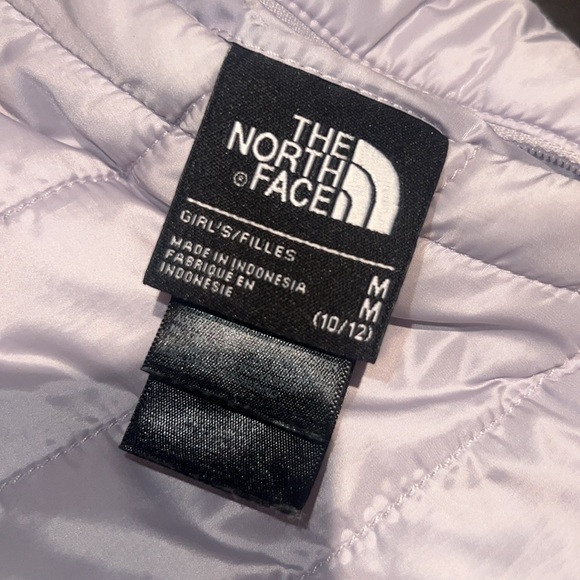 THE
NORTH
® FACE
GIRL'S/FILLES
MADE IN INDONESIA
FABRIQUÉ EN
INDONÉSIE
M
M
(10/12)